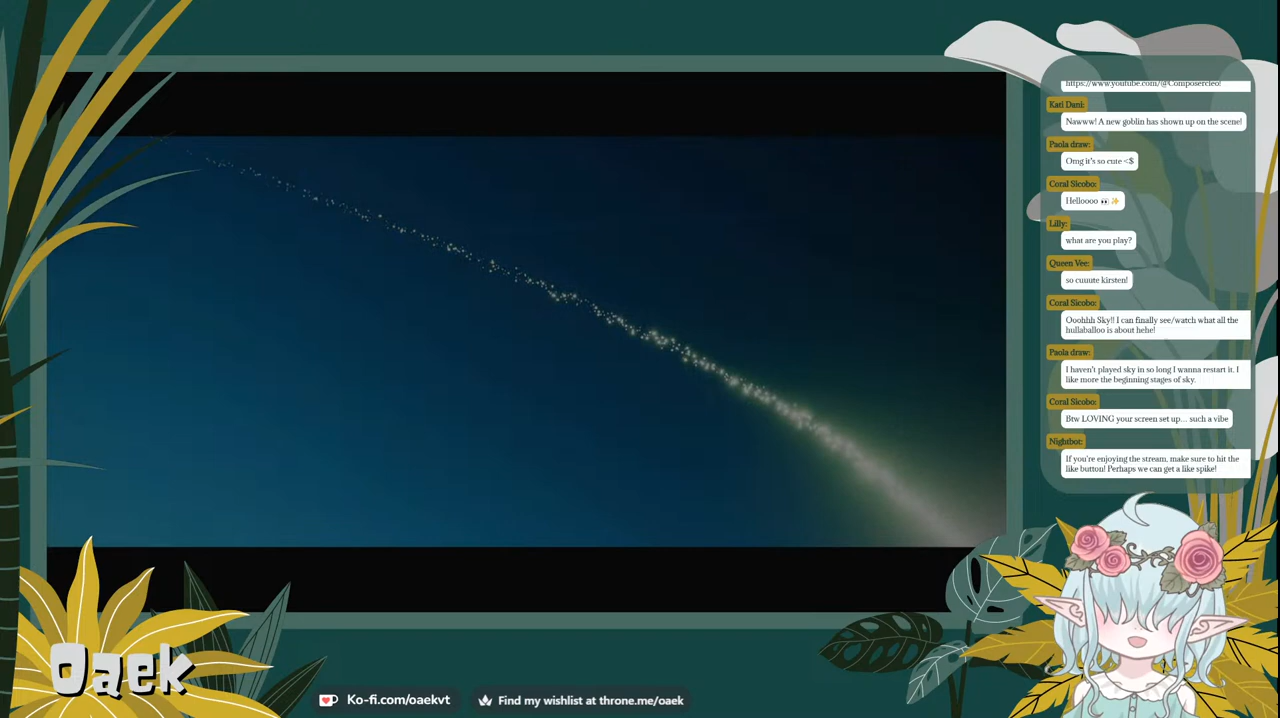 https://www.youtube.com/@Composercleo!
Kati Dani:
Nawww! A new goblin has shown up on the scene!
Paola draw:
Omg it's so cute <$
Coral Sicobo:
Helloooo 👀✨
Lilly:
what are you play?
Queen Vee:
so cuuute kirsten!
Coral Sicobo:
Ooohhh Sky!! I can finally see/watch what all the
hullaballoo is about hehe!
Paola draw:
I haven't played sky in so long I wanna restart it. I
like more the beginning stages of sky.
Coral Sicobo:
Btw LOVING your screen set up... such a vibe
Nightbot:
If you're enjoying the stream, make sure to hit the
like button! Perhaps we can get a like spike!
Oaek
Ko-fi.com/oaekvt
Find my wishlist at throne.me/oaek